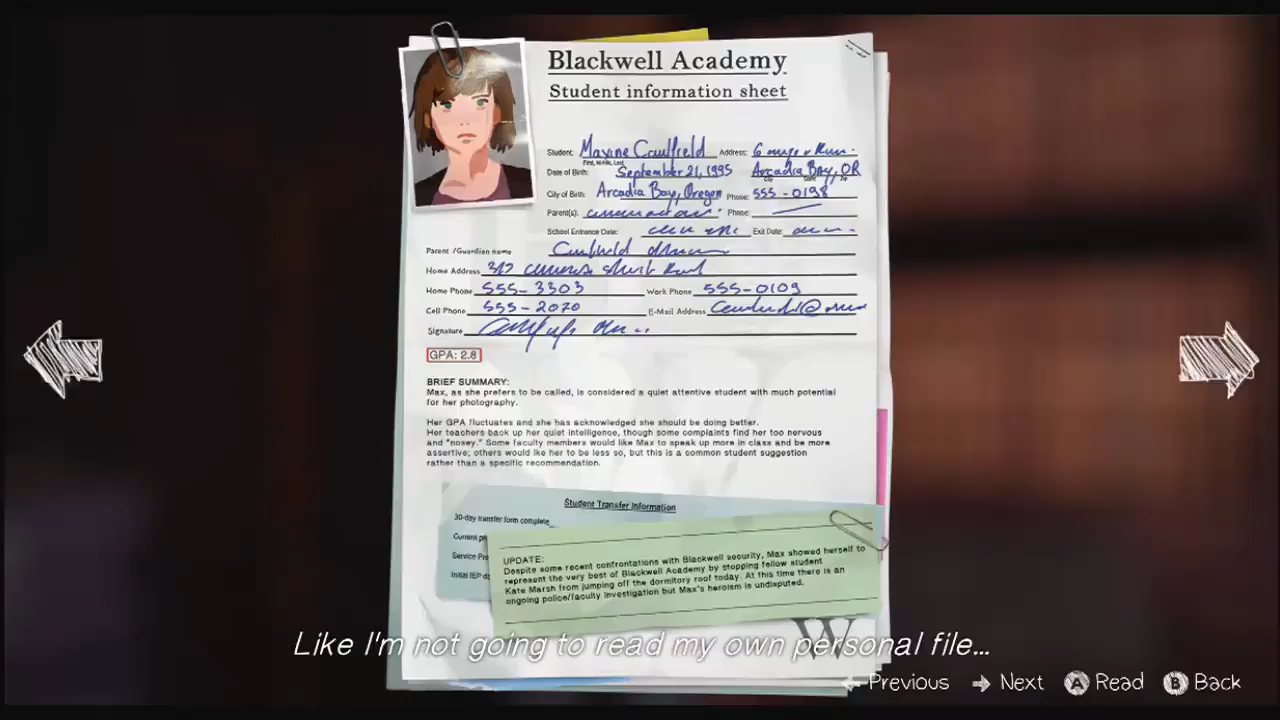 Blackwell Academy
Student information sheet
Student: Maxine Caulfield Address:
First, Middle, Last
Date of Birth: September 21, 1995 Arcadia Bay, OR
City State Zip
City of Birth: Arcadia Bay, Oregon Phone: 555-0198
Parent(s): Phone:
School Entrance Date: Exit Date:
Parent /Guardian name
Home Address
Home Phone 555-3303 Work Phone 555-0109
Cell Phone 555-2070 E-Mail Address
Signature
GPA: 2.8
BRIEF SUMMARY:
Max, as she prefers to be called, is considered a quiet attentive student with much potential
for her photography.
Her GPA fluctuates and she has acknowledged she should be doing better.
Her teachers back up her quiet intelligence, though some complaints find her too nervous
and "nosey." Some faculty members would like Max to speak up more in class and be more
assertive; others would like her to be less so, but this is a common student suggestion
rather than a specific recommendation.
Student Transfer Information
30-day transfer form complete_
Current pr
Service Pro
Initial IEP da
UPDATE:
Despite some recent confrontations with Blackwell security, Max showed herself to
represent the very best of Blackwell Academy by stopping fellow student
Kate Marsh from jumping off the dormitory roof today. At this time there is an
ongoing police/faculty investigation but Max's heroism is undisputed.
W
Like I'm not going to read my own personal file...
Previous Next A Read B Back